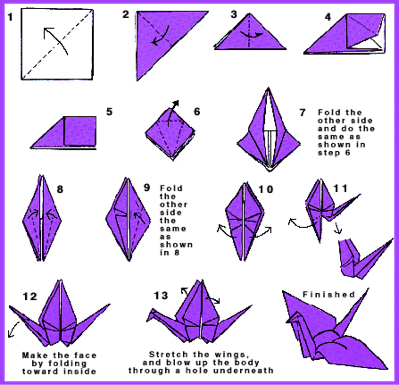 1
2
3
4
5
6
7 Fold the
other side
and do the
same as
shown in
step 6
8
9 Fold
the
other
side
the
same
as
shown
in 8
10
11
12
Make the face
by folding
toward inside
13
Stretch the wings,
and blow up the body
through a hole underneath
Finished